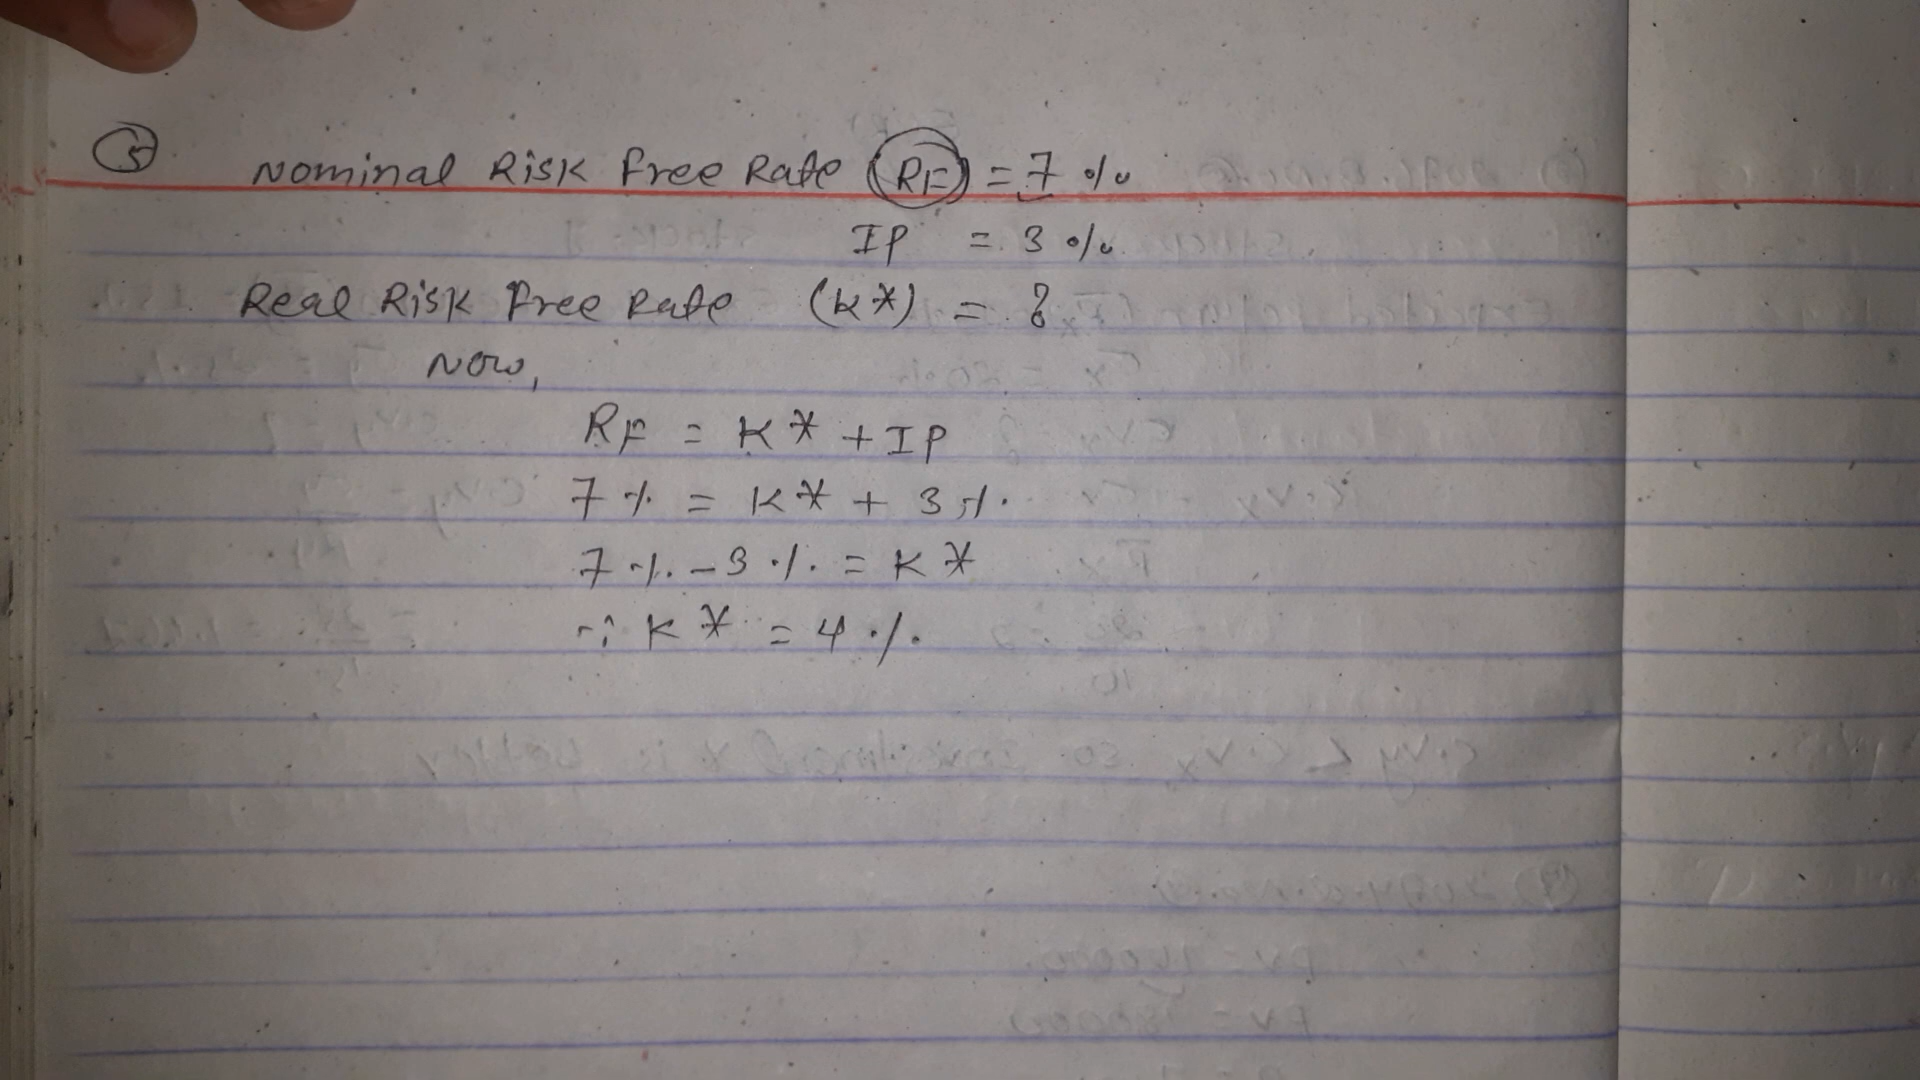 ⑤ Nominal Risk free Rate (RF) = 7 %
IP = 3 %
Real Risk free Rate (k*) = ?
Now,
RF = K* + IP
7% = K* + 3%
7% - 3% = K*
∴ K* = 4%